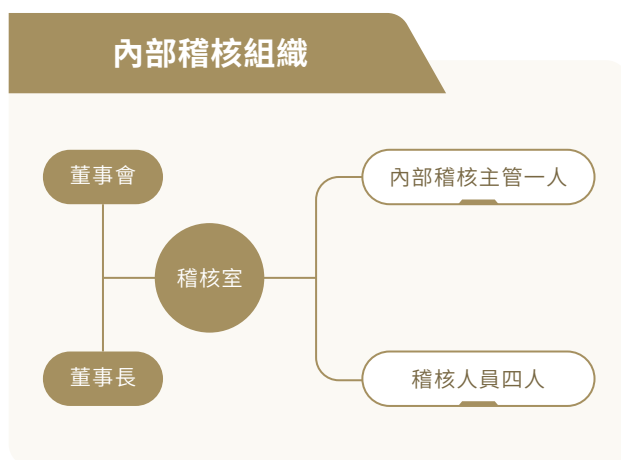 內部稽核組織
董事會
內部稽核主管一人
稽核室
董事長
稽核人員四人